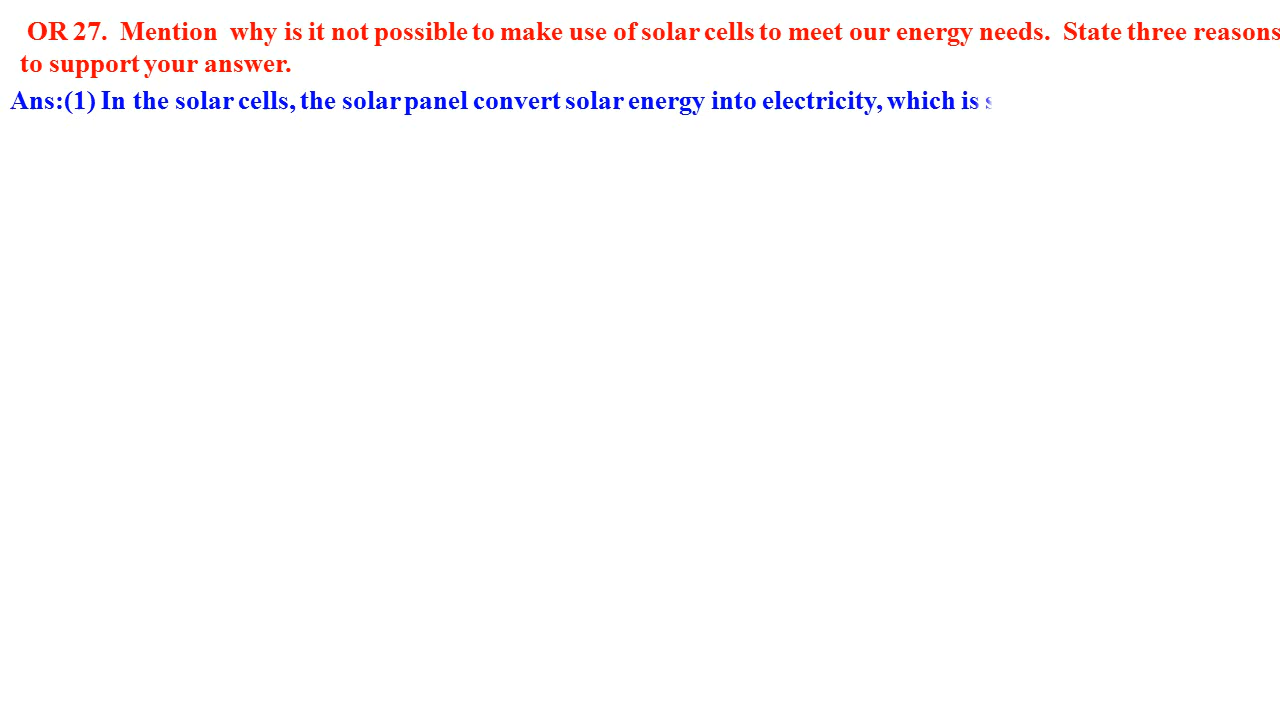 OR 27. Mention why is it not possible to make use of solar cells to meet our energy needs. State three reasons
to support your answer.
Ans:(1) In the solar cells, the solar panel convert solar energy into electricity, which is